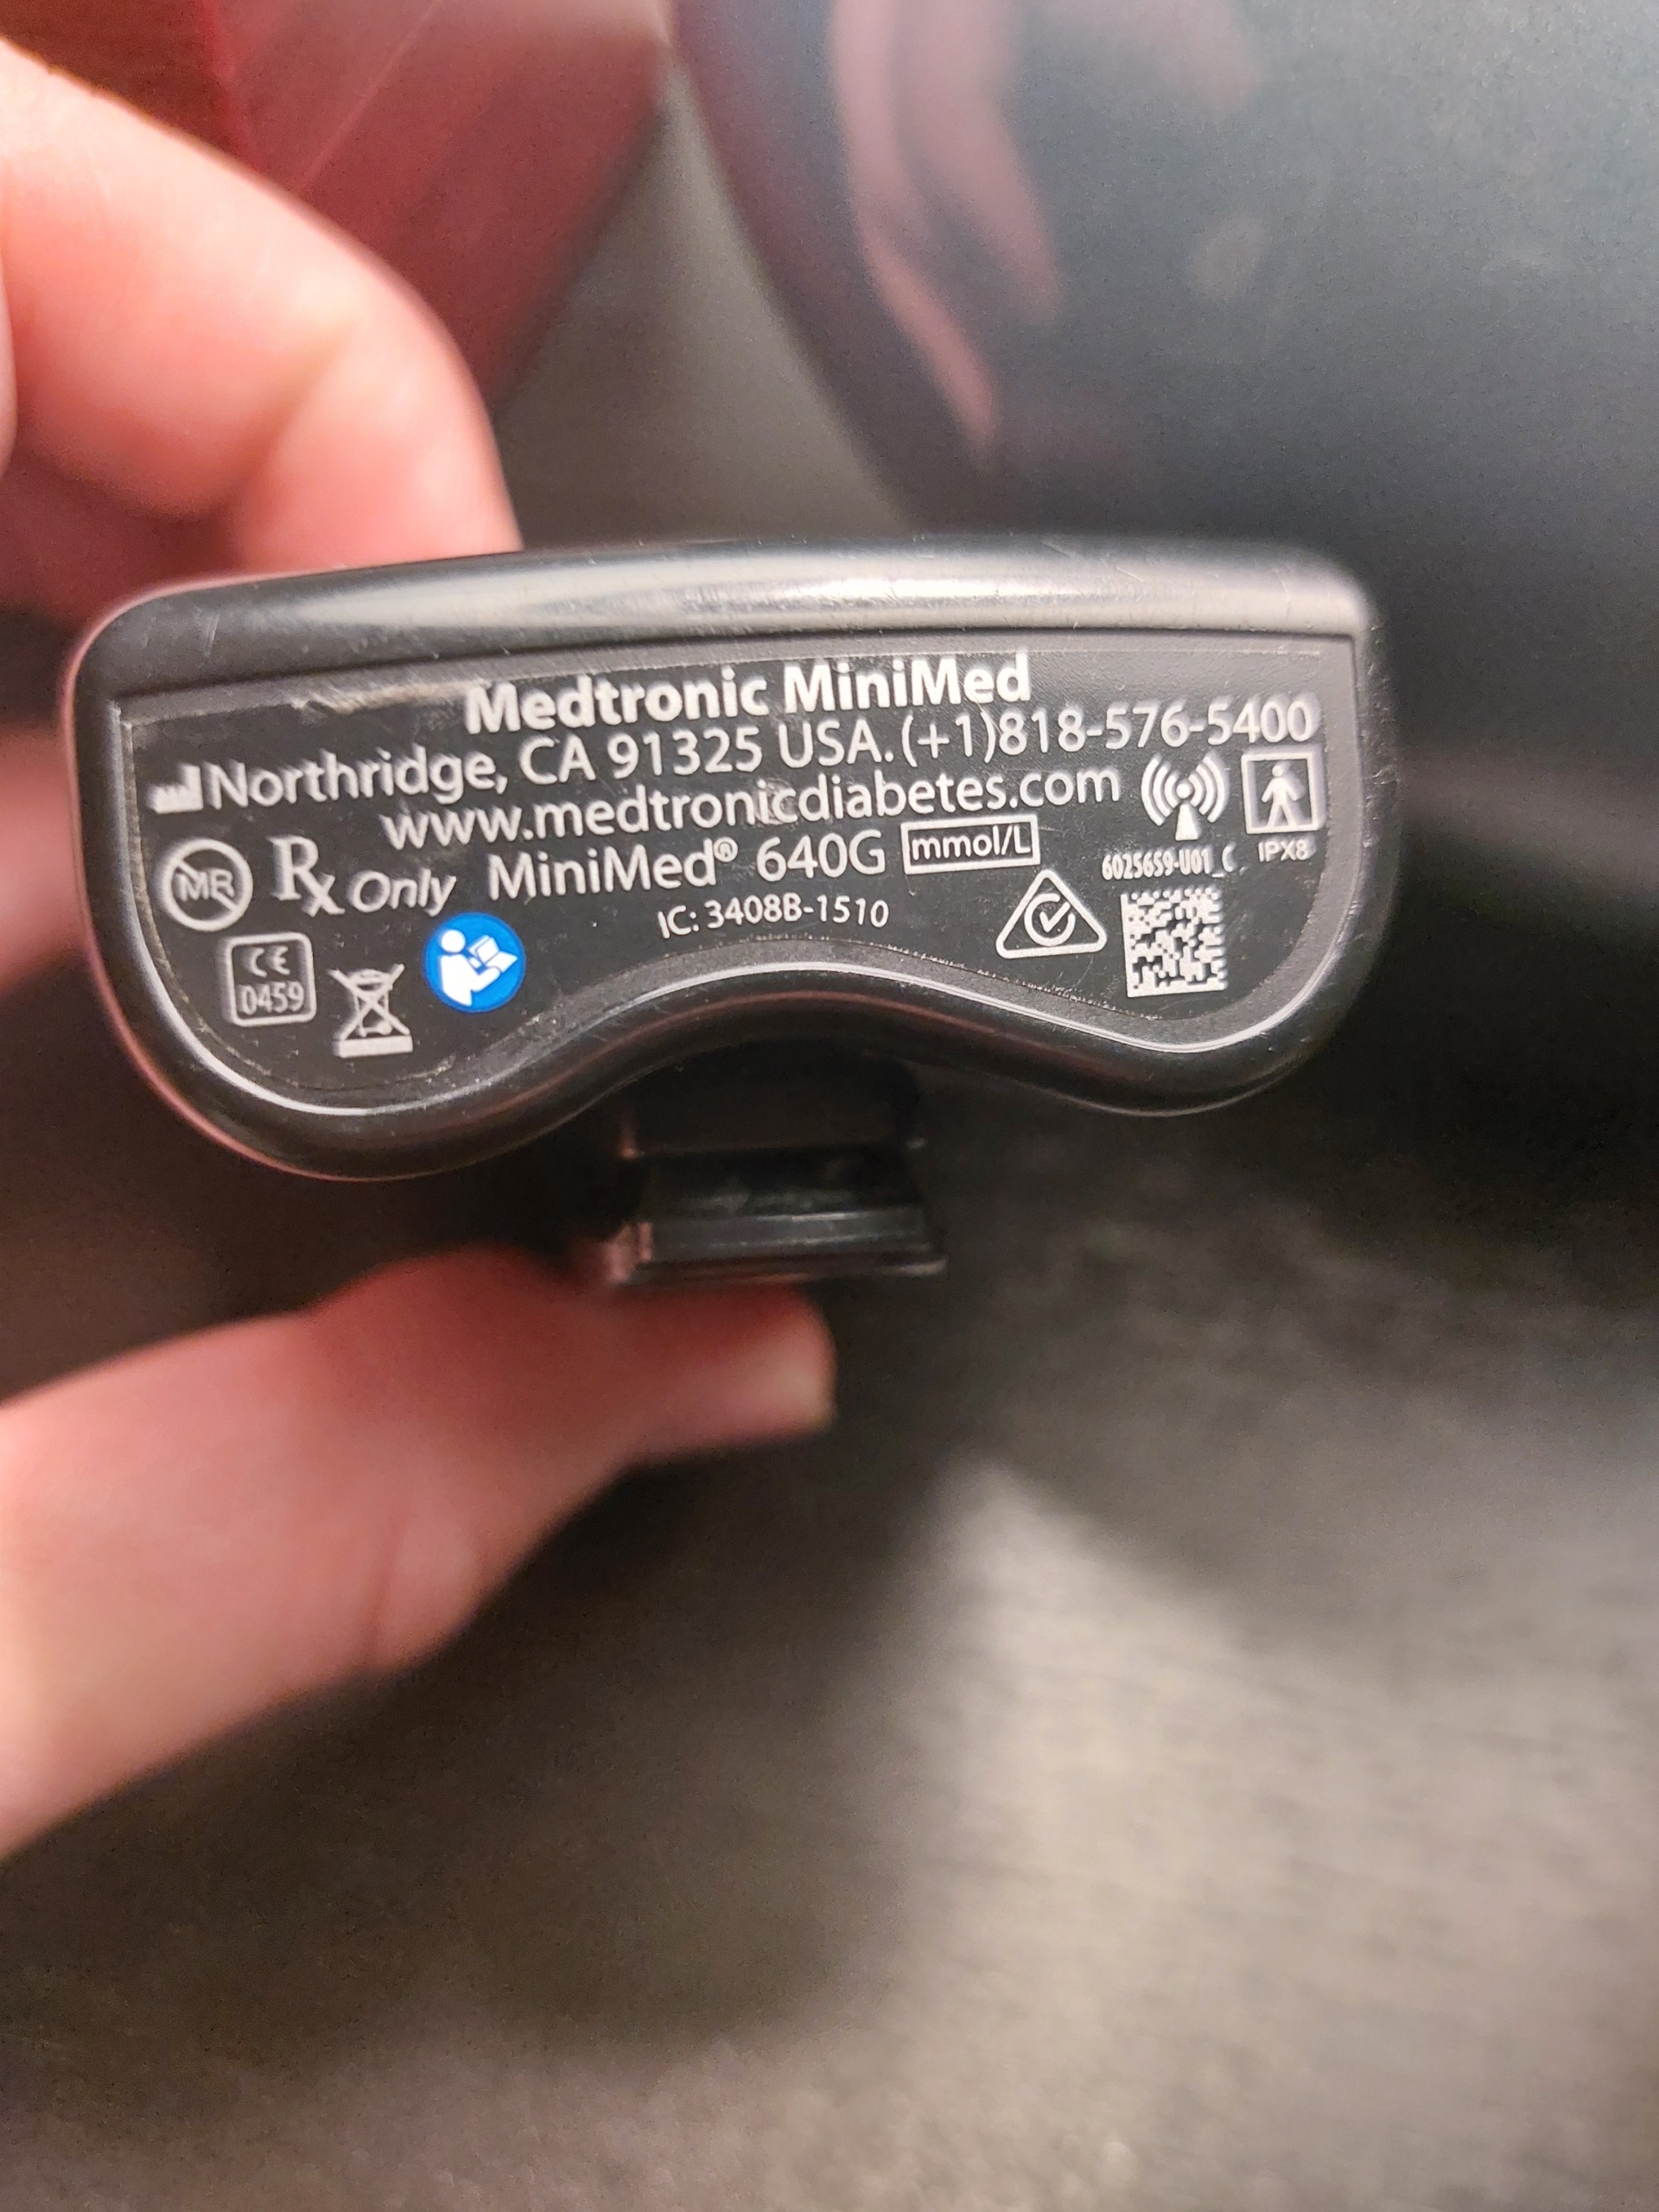 Medtronic MiniMed
Northridge, CA 91325 USA. (+1)818-576-5400
www.medtronicdiabetes.com
MR Rx Only MiniMed® 640G mmol/L
6025659-U01_C IPX8
IC: 3408B-1510
CE
0459